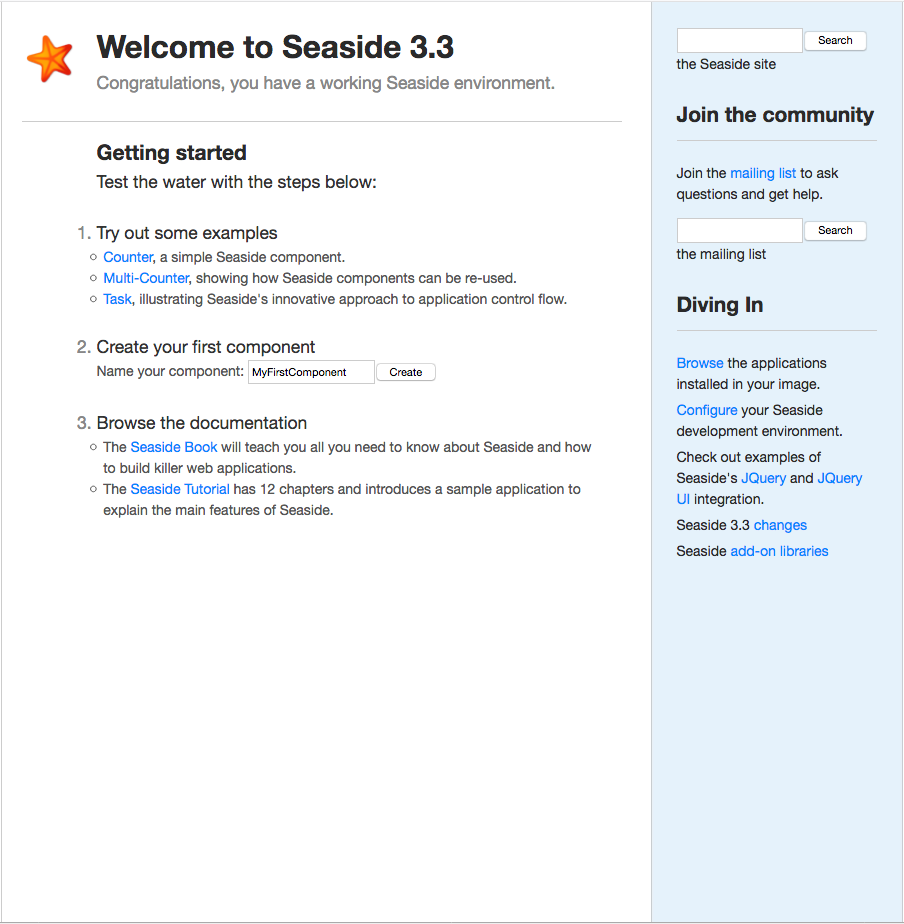 Welcome to Seaside 3.3
Congratulations, you have a working Seaside environment.
Getting started
Test the water with the steps below:
1. Try out some examples
Counter, a simple Seaside component.
Multi-Counter, showing how Seaside components can be re-used.
Task, illustrating Seaside's innovative approach to application control flow.
2. Create your first component
Name your component: MyFirstComponent Create
3. Browse the documentation
The Seaside Book will teach you all you need to know about Seaside and how
to build killer web applications.
The Seaside Tutorial has 12 chapters and introduces a sample application to
explain the main features of Seaside.
Search
the Seaside site
Join the community
Join the mailing list to ask
questions and get help.
Search
the mailing list
Diving In
Browse the applications
installed in your image.
Configure your Seaside
development environment.
Check out examples of
Seaside's JQuery and JQuery
UI integration.
Seaside 3.3 changes
Seaside add-on libraries